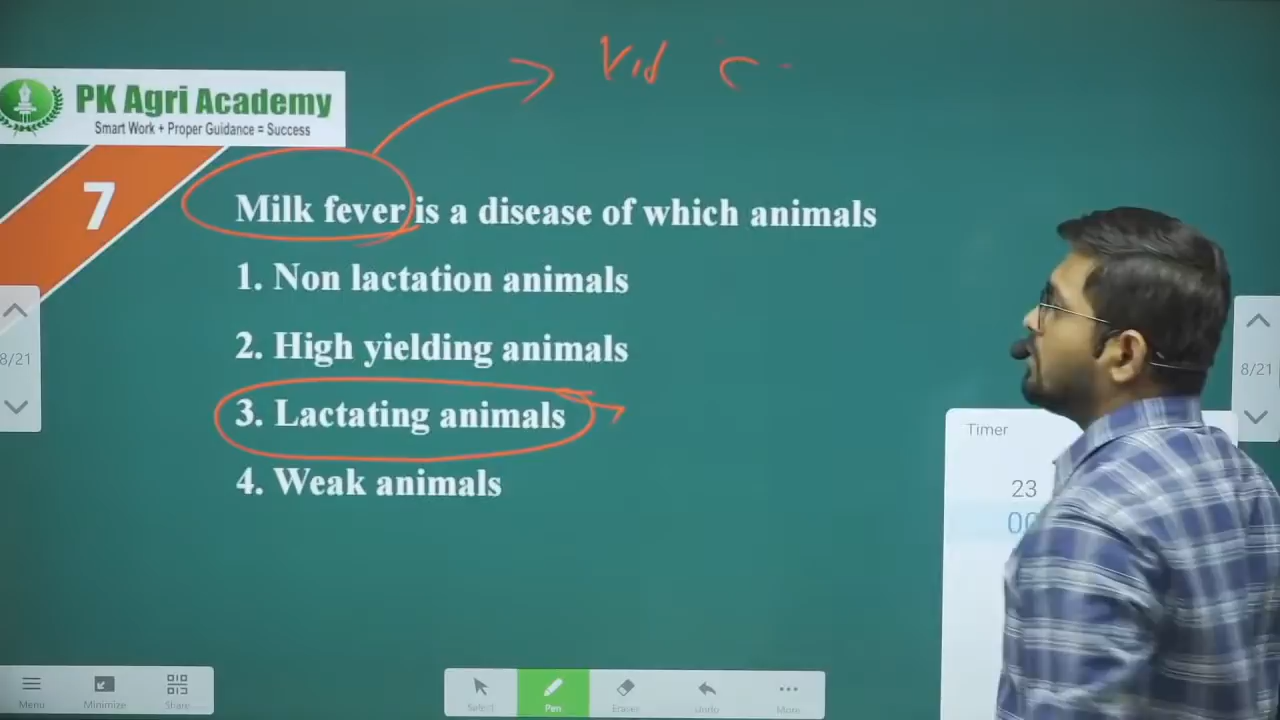 PK Agri Academy
Smart Work + Proper Guidance = Success
7
Milk fever is a disease of which animals
1. Non lactation animals
2. High yielding animals
3. Lactating animals
4. Weak animals
8/21
8/21
Timer
23
00
Menu
Minimize
Share
Select
Pen
Eraser
Undo
More